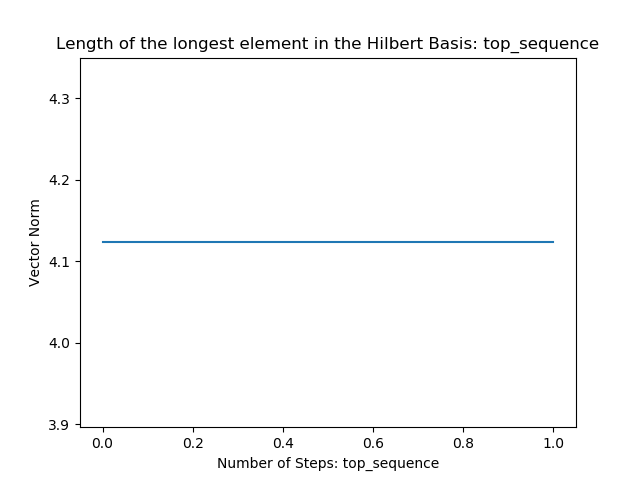 Length of the longest element in the Hilbert Basis: top_sequence
4.3
4.2
4.1
4.0
3.9
Vector Norm
0.0 0.2 0.4 0.6 0.8 1.0
Number of Steps: top_sequence